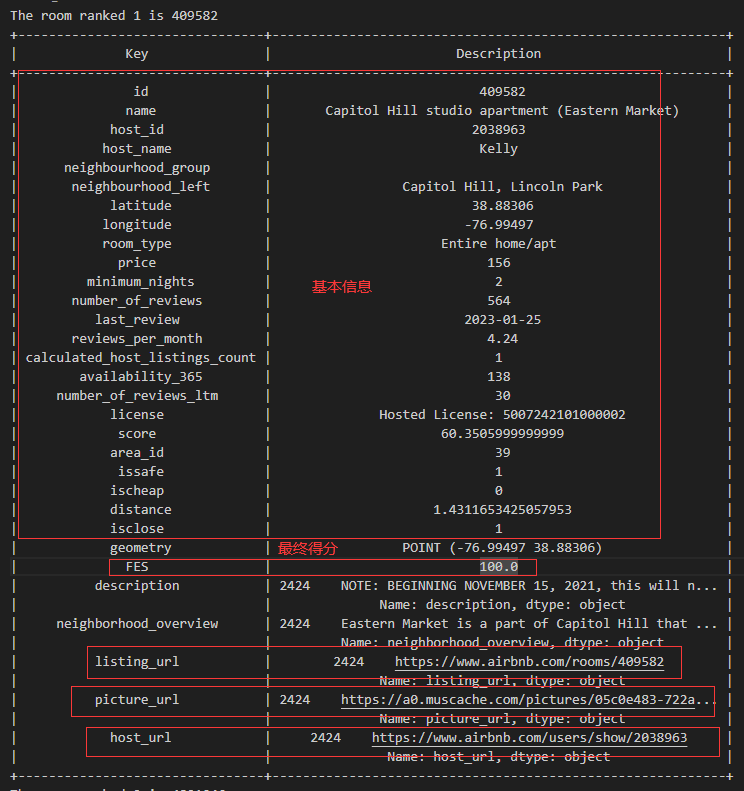 The room ranked 1 is 409582
Key | Description
id | 409582
name | Capitol Hill studio apartment (Eastern Market)
host_id | 2038963
host_name | Kelly
neighbourhood_group |
neighbourhood_left | Capitol Hill, Lincoln Park
latitude | 38.88306
longitude | -76.99497
room_type | Entire home/apt
price | 156
minimum_nights | 基本信息 2
number_of_reviews | 564
last_review | 2023-01-25
reviews_per_month | 4.24
calculated_host_listings_count | 1
availability_365 | 138
number_of_reviews_ltm | 30
license | Hosted License: 5007242101000002
score | 60.3505999999999
area_id | 39
issafe | 1
ischeap | 0
distance | 1.4311653425057953
isclose | 1
geometry | 最终得分 POINT (-76.99497 38.88306)
FES | 100.0
description | 2424 NOTE: BEGINNING NOVEMBER 15, 2021, this will n...
Name: description, dtype: object
neighborhood_overview | 2424 Eastern Market is a part of Capitol Hill that ...
Name: neighborhood_overview, dtype: object
listing_url | 2424 https://www.airbnb.com/rooms/409582
Name: listing_url, dtype: object
picture_url | 2424 https://a0.muscache.com/pictures/05c0e483-722a...
Name: picture_url, dtype: object
host_url | 2424 https://www.airbnb.com/users/show/2038963
Name: host_url, dtype: object